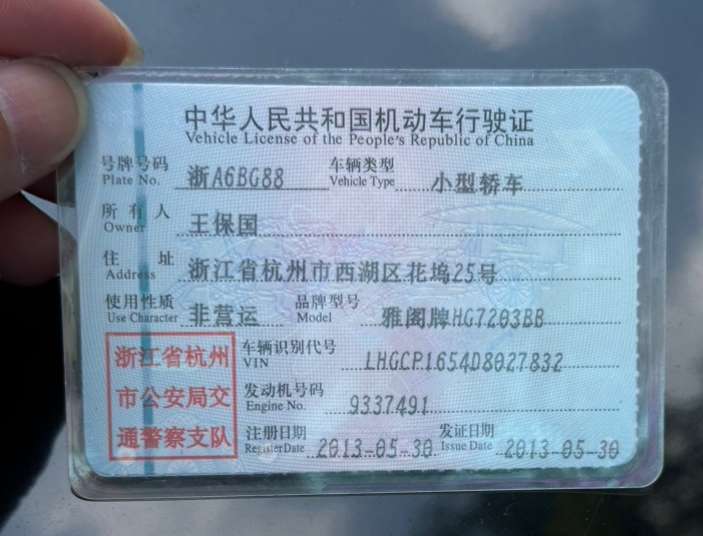 中华人民共和国机动车行驶证
Vehicle License of the People's Republic of China
号牌号码 Plate No. 浙A6BG88 车辆类型 Vehicle Type 小型轿车
所有人 Owner 王保国
住址 Address 浙江省杭州市西湖区花坞25号
使用性质 Use Character 非营运 品牌型号 Model 雅阁牌HG7203BB
浙江省杭州 车辆识别代号 VIN LHGCP1654D8027832
市公安局交 发动机号码 Engine No. 9337491
通警察支队 注册日期 Register Date 2013-05-30 发证日期 Issue Date 2013-05-30